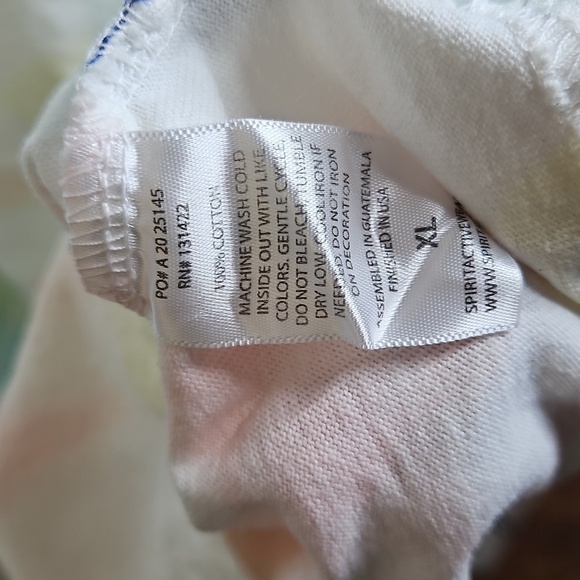 PO# A 20 25145
RN# 131422
100% COTTON
MACHINE WASH COLD
INSIDE OUT WITH LIKE
COLORS. GENTLE CYCLE.
DO NOT BLEACH. TUMBLE
DRY LOW. COOL IRON IF
NEEDED. DO NOT IRON
ON DECORATION
ASSEMBLED IN GUATEMALA
FINISHED IN USA
XL